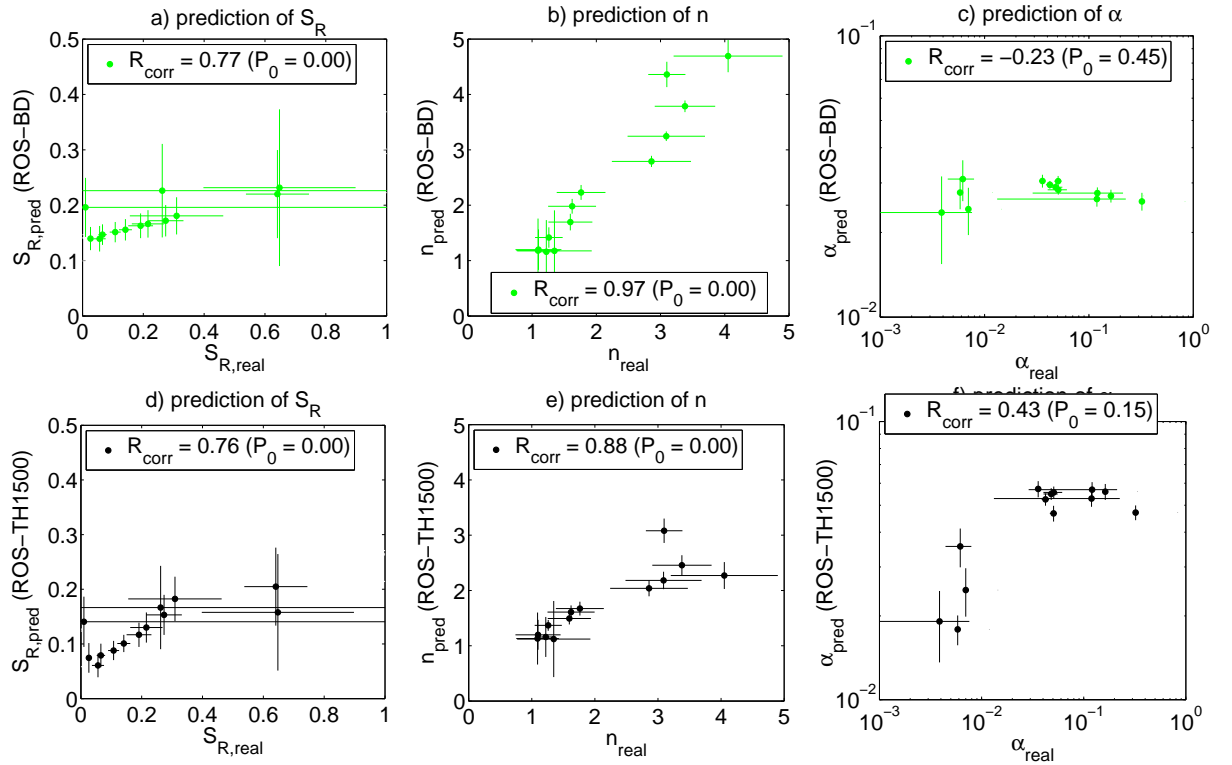 a) prediction of S_R
b) prediction of n
c) prediction of α
R_corr = 0.77 (P_0 = 0.00)
R_corr = 0.97 (P_0 = 0.00)
R_corr = −0.23 (P_0 = 0.45)
S_R,pred (ROS−BD)
0.5
0.4
0.3
0.2
0.1
0
0 0.2 0.4 0.6 0.8 1
S_R,real
n_pred (ROS−BD)
5
4
3
2
1
0
0 1 2 3 4 5
n_real
α_pred (ROS−BD)
10^−1
10^−2
10^−3 10^−2 10^−1 10^0
α_real
d) prediction of S_R
e) prediction of n
f) prediction of α
R_corr = 0.76 (P_0 = 0.00)
R_corr = 0.88 (P_0 = 0.00)
R_corr = 0.43 (P_0 = 0.15)
S_R,pred (ROS−TH1500)
0.5
0.4
0.3
0.2
0.1
0
0 0.2 0.4 0.6 0.8 1
S_R,real
n_pred (ROS−TH1500)
5
4
3
2
1
0
0 1 2 3 4 5
n_real
α_pred (ROS−TH1500)
10^−1
10^−2
10^−3 10^−2 10^−1 10^0
α_real